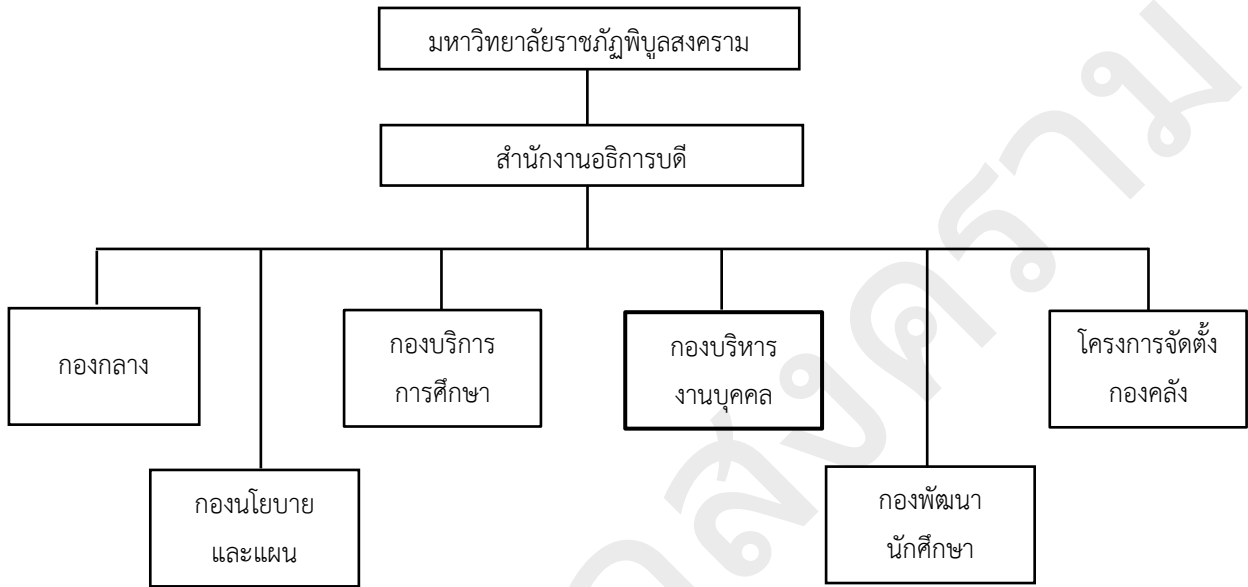 มหาวิทยาลัยราชภัฏพิบูลสงคราม
สำนักงานอธิการบดี
กองกลาง
กองบริการ
การศึกษา
กองบริหาร
งานบุคคล
โครงการจัดตั้ง
กองคลัง
กองนโยบาย
และแผน
กองพัฒนา
นักศึกษา
สงคราม